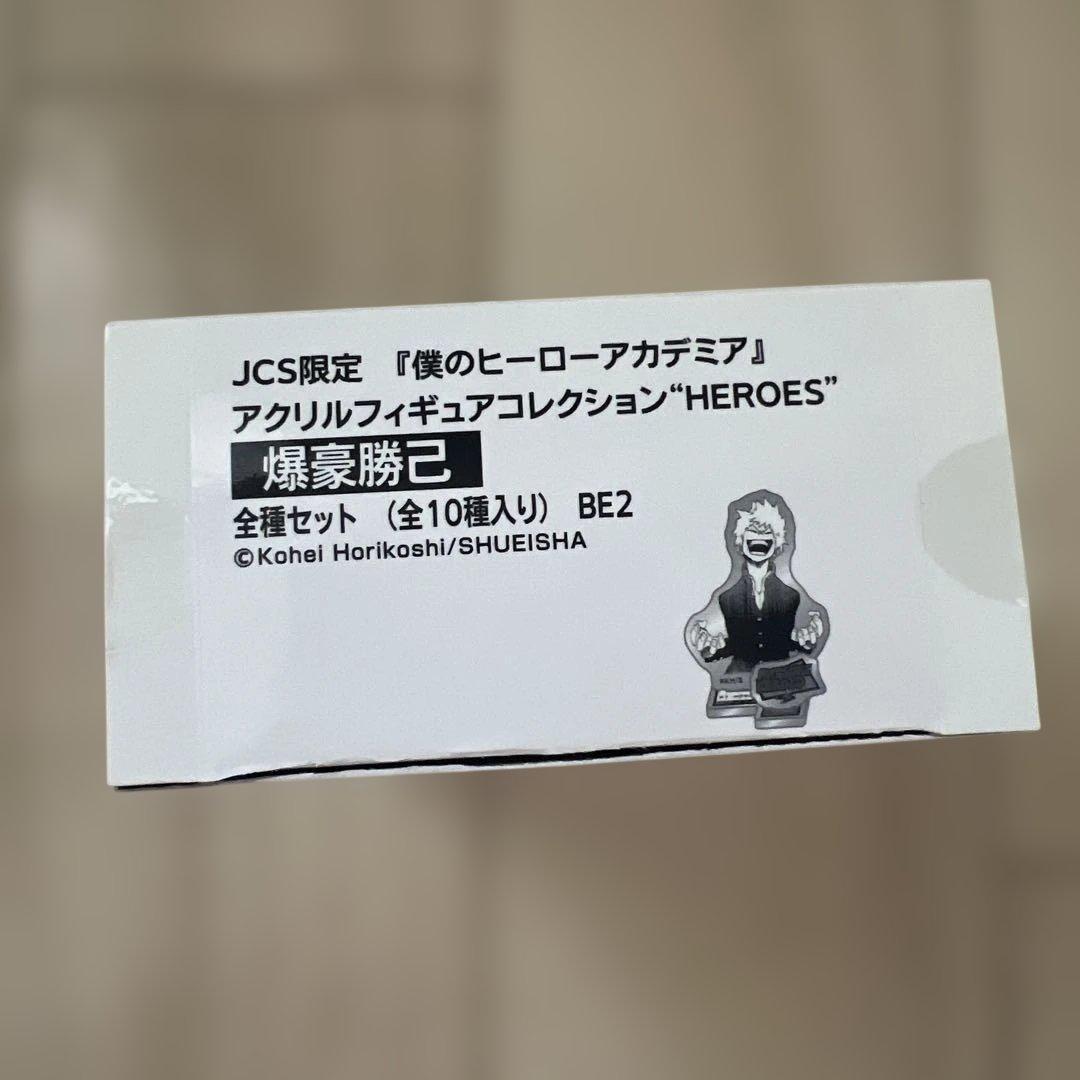 JCS限定　『僕のヒーローアカデミア』
アクリルフィギュアコレクション“HEROES”
爆豪勝己
全種セット　（全10種入り）　BE2
©Kohei Horikoshi/SHUEISHA